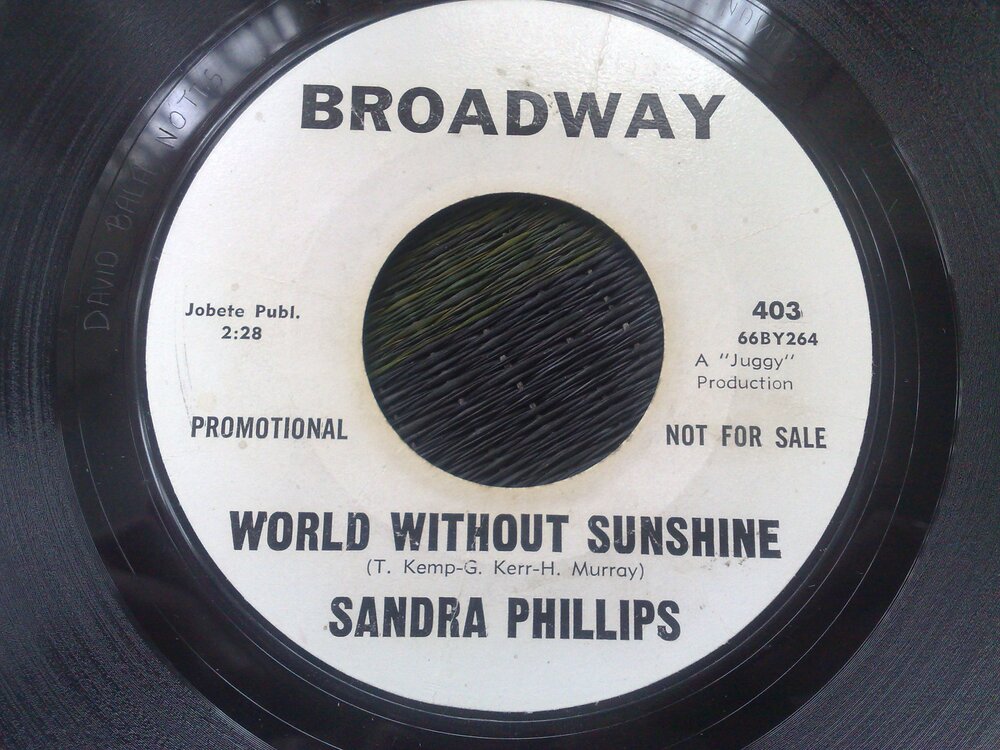 BROADWAY
Jobete Publ.
2:28
403
66BY264
A "Juggy"
Production
PROMOTIONAL
NOT FOR SALE
WORLD WITHOUT SUNSHINE
(T. Kemp-G. Kerr-H. Murray)
SANDRA PHILLIPS
DAVID